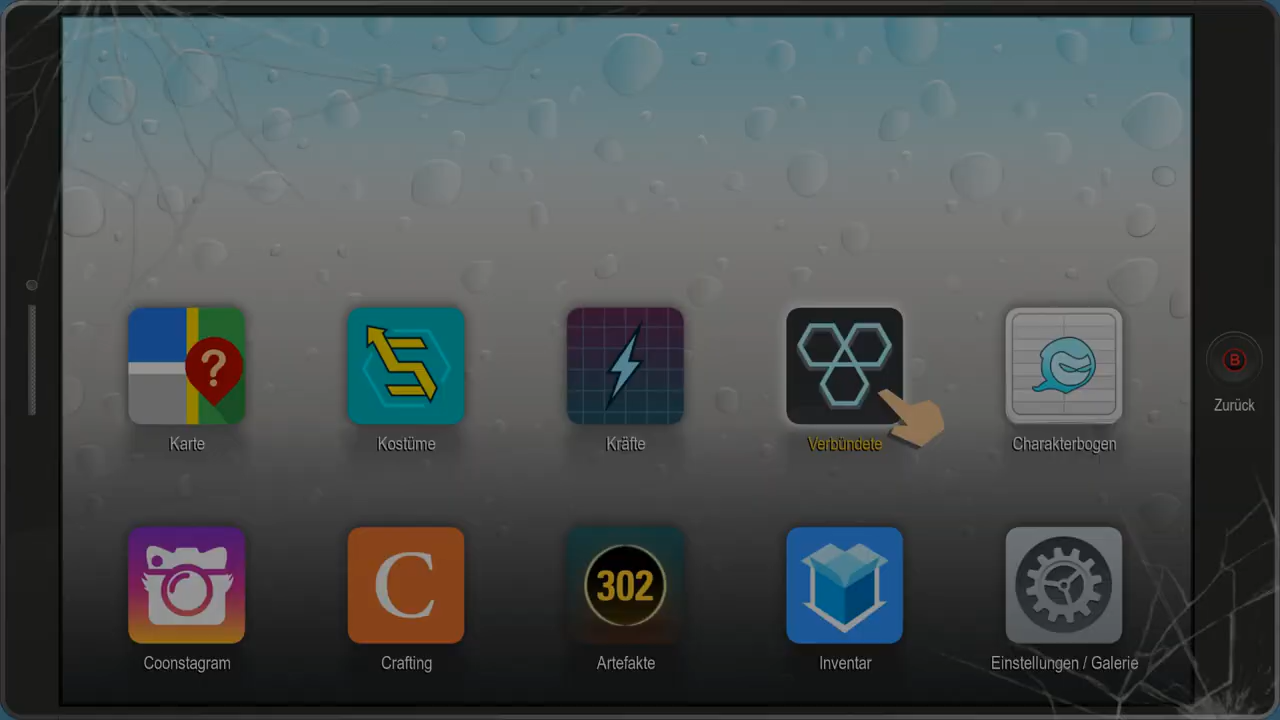 ?
Karte
Kostüme
Kräfte
Verbündete
Charakterbogen
B
Zurück
C
302
Coonstagram
Crafting
Artefakte
Inventar
Einstellungen / Galerie